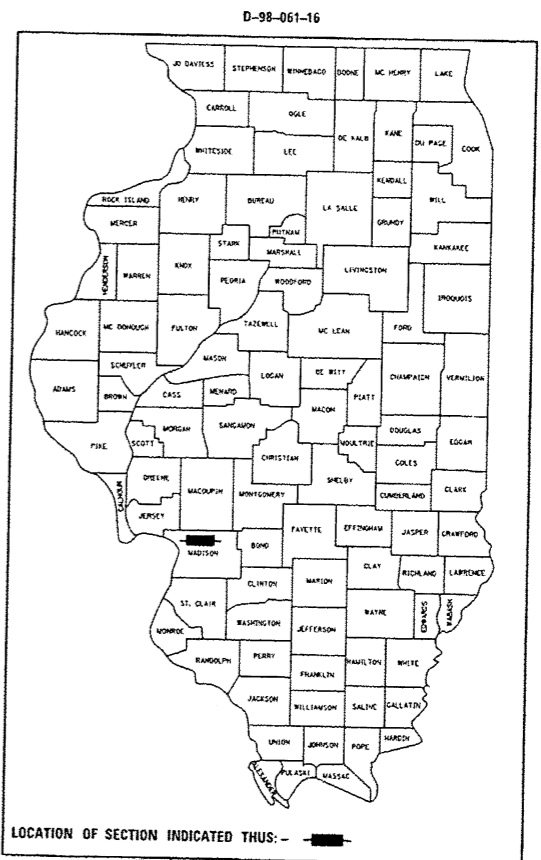 D-98-061-16
JO DAVIESS STEPHENSON WINNEBAGO BOONE MC HENRY LAKE
CARROLL OGLE DE KALB KANE DU PAGE COOK
WHITESIDE LEE
KENDALL WILL
ROCK ISLAND HENRY BUREAU LA SALLE GRUNDY
MERCER PUTNAM
STARK MARSHALL KANKAKEE
HENDERSON WARREN KNOX PEORIA WOODFORD LIVINGSTON IROQUOIS
HANCOCK MC DONOUGH FULTON TAZEWELL MC LEAN FORD
MASON
SCHUYLER LOGAN DE WITT CHAMPAIGN VERMILION
ADAMS BROWN CASS MENARD PIATT
MACON
MORGAN SANGAMON DOUGLAS
PIKE SCOTT CHRISTIAN MOULTRIE EDGAR
COLES
CALHOUN GREENE MACOUPIN MONTGOMERY SHELBY CUMBERLAND CLARK
JERSEY FAYETTE EFFINGHAM JASPER CRAWFORD
MADISON BOND
CLAY RICHLAND LAWRENCE
CLINTON MARION
ST. CLAIR WAYNE EDWARDS WABASH
MONROE WASHINGTON JEFFERSON
RANDOLPH PERRY HAMILTON WHITE
FRANKLIN
JACKSON WILLIAMSON SALINE GALLATIN
UNION JOHNSON POPE HARDIN
ALEXANDER PULASKI MASSAC
LOCATION OF SECTION INDICATED THUS: -